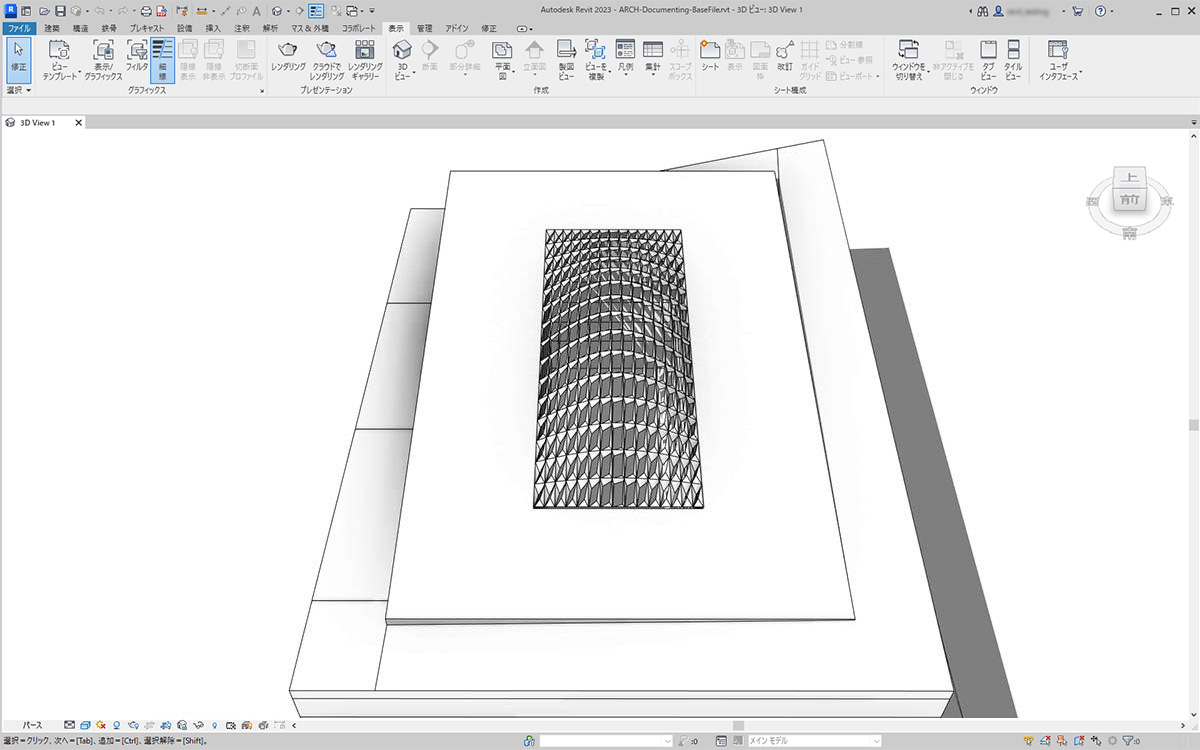 Autodesk Revit 2023 - ARCH-Documenting-BaseFile.rvt - 3D ビュー: 3D View 1
ファイル 建築 構造 鉄骨 プレキャスト 設備 挿入 注釈 解析 マス & 外構 コラボレート 表示 管理 アドイン 修正
修正
ビュー テンプレート
表示/ グラフィックス
フィルタ
細線
隠線 表示
隠線 非表示
切断面 プロファイル
レンダリング
クラウドで レンダリング
レンダリング ギャラリー
3D ビュー
断面
部分詳細
平面図
立面図
製図 ビュー
ビューを 複製
凡例
集計
スコープ ボックス
シート
表示
図面枠
改訂
ガイド グリッド
分割線
ビュー 参照
ビューポート
ウィンドウを 切り替え
非アクティブを 閉じる
タブ ビュー
タイル ビュー
ユーザ インタフェース
選択 グラフィックス プレゼンテーション 作成 シート構成 ウィンドウ
3D View 1
上
前
西
東
南
パース
選択 = クリック、次へ = [Tab]、追加 = [Ctrl]、選択解除 = [Shift]。
:0
メイン モデル
:0